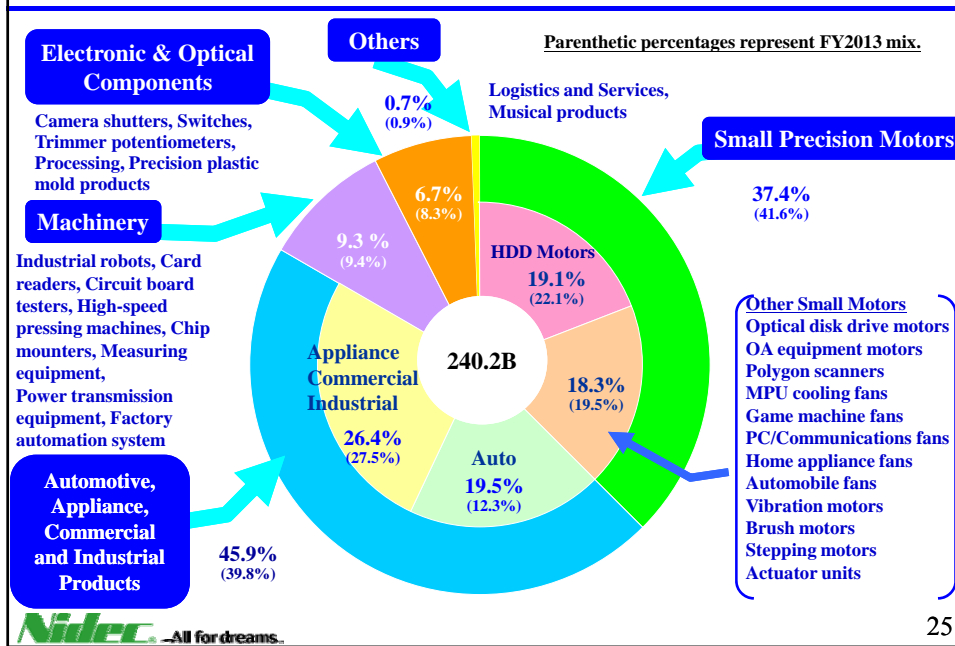 Parenthetic percentages represent FY2013 mix.
Others
0.7%
(0.9%)
Logistics and Services,
Musical products
Electronic & Optical
Components
Camera shutters, Switches,
Trimmer potentiometers,
Processing, Precision plastic
mold products
6.7%
(8.3%)
Machinery
9.3 %
(9.4%)
Industrial robots, Card
readers, Circuit board
testers, High-speed
pressing machines, Chip
mounters, Measuring
equipment,
Power transmission
equipment, Factory
automation system
Small Precision Motors
37.4%
(41.6%)
HDD Motors
19.1%
(22.1%)
18.3%
(19.5%)
Other Small Motors
Optical disk drive motors
OA equipment motors
Polygon scanners
MPU cooling fans
Game machine fans
PC/Communications fans
Home appliance fans
Automobile fans
Vibration motors
Brush motors
Stepping motors
Actuator units
240.2B
Appliance
Commercial
Industrial
26.4%
(27.5%)
Auto
19.5%
(12.3%)
Automotive,
Appliance,
Commercial
and Industrial
Products
45.9%
(39.8%)
Nidec -All for dreams
25